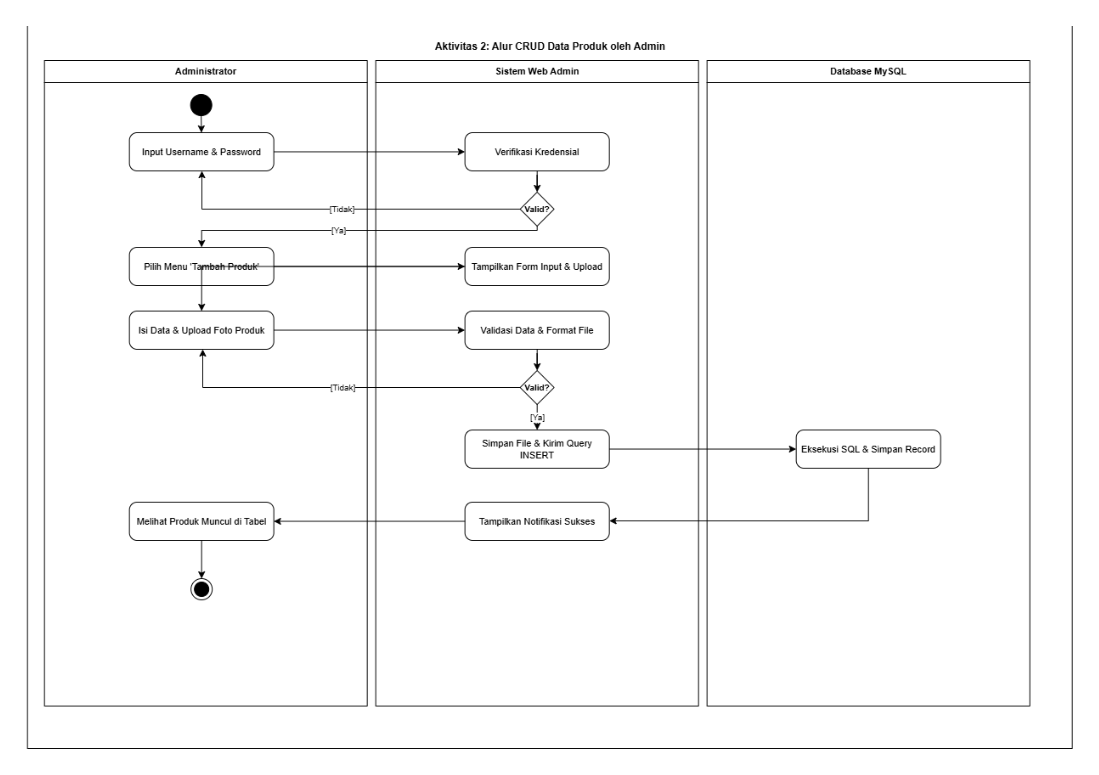 Aktivitas 2: Alur CRUD Data Produk oleh Admin
Administrator
Sistem Web Admin
Database MySQL
Input Username & Password
Verifikasi Kredensial
Valid?
[Tidak]
[Ya]
Pilih Menu 'Tambah Produk'
Tampilkan Form Input & Upload
Isi Data & Upload Foto Produk
Validasi Data & Format File
Valid?
[Tidak]
[Ya]
Simpan File & Kirim Query
INSERT
Eksekusi SQL & Simpan Record
Melihat Produk Muncul di Tabel
Tampilkan Notifikasi Sukses